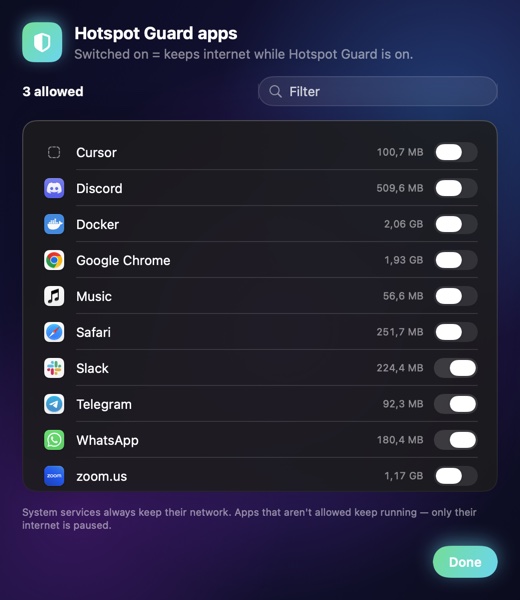 Hotspot Guard apps
Switched on = keeps internet while Hotspot Guard is on.
3 allowed
Filter
Cursor 100,7 MB
Discord 509,6 MB
Docker 2,06 GB
Google Chrome 1,93 GB
Music 56,6 MB
Safari 251,7 MB
Slack 224,4 MB
Telegram 92,3 MB
WhatsApp 180,4 MB
zoom zoom.us 1,17 GB
System services always keep their network. Apps that aren't allowed keep running — only their
internet is paused.
Done